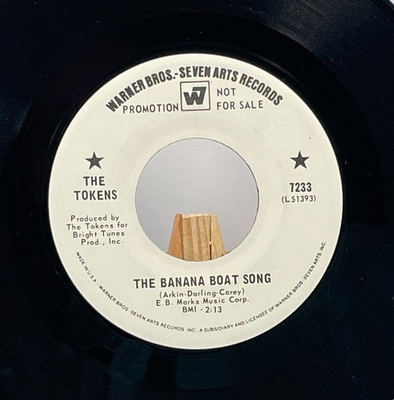 WARNER BROS.-SEVEN ARTS RECORDS
PROMOTION W7 NOT FOR SALE
THE TOKENS
7233
(L51393)
Produced by
The Tokens for
Bright Tunes
Prod., Inc.
THE BANANA BOAT SONG
(Arkin-Darling-Carey)
E.B. Marks Music Corp.
BMI - 2:13
MADE IN U.S.A. • WARNER BROS.-SEVEN ARTS RECORDS INC. A SUBSIDIARY AND LICENSEE OF WARNER BROS.-SEVEN ARTS, INC.